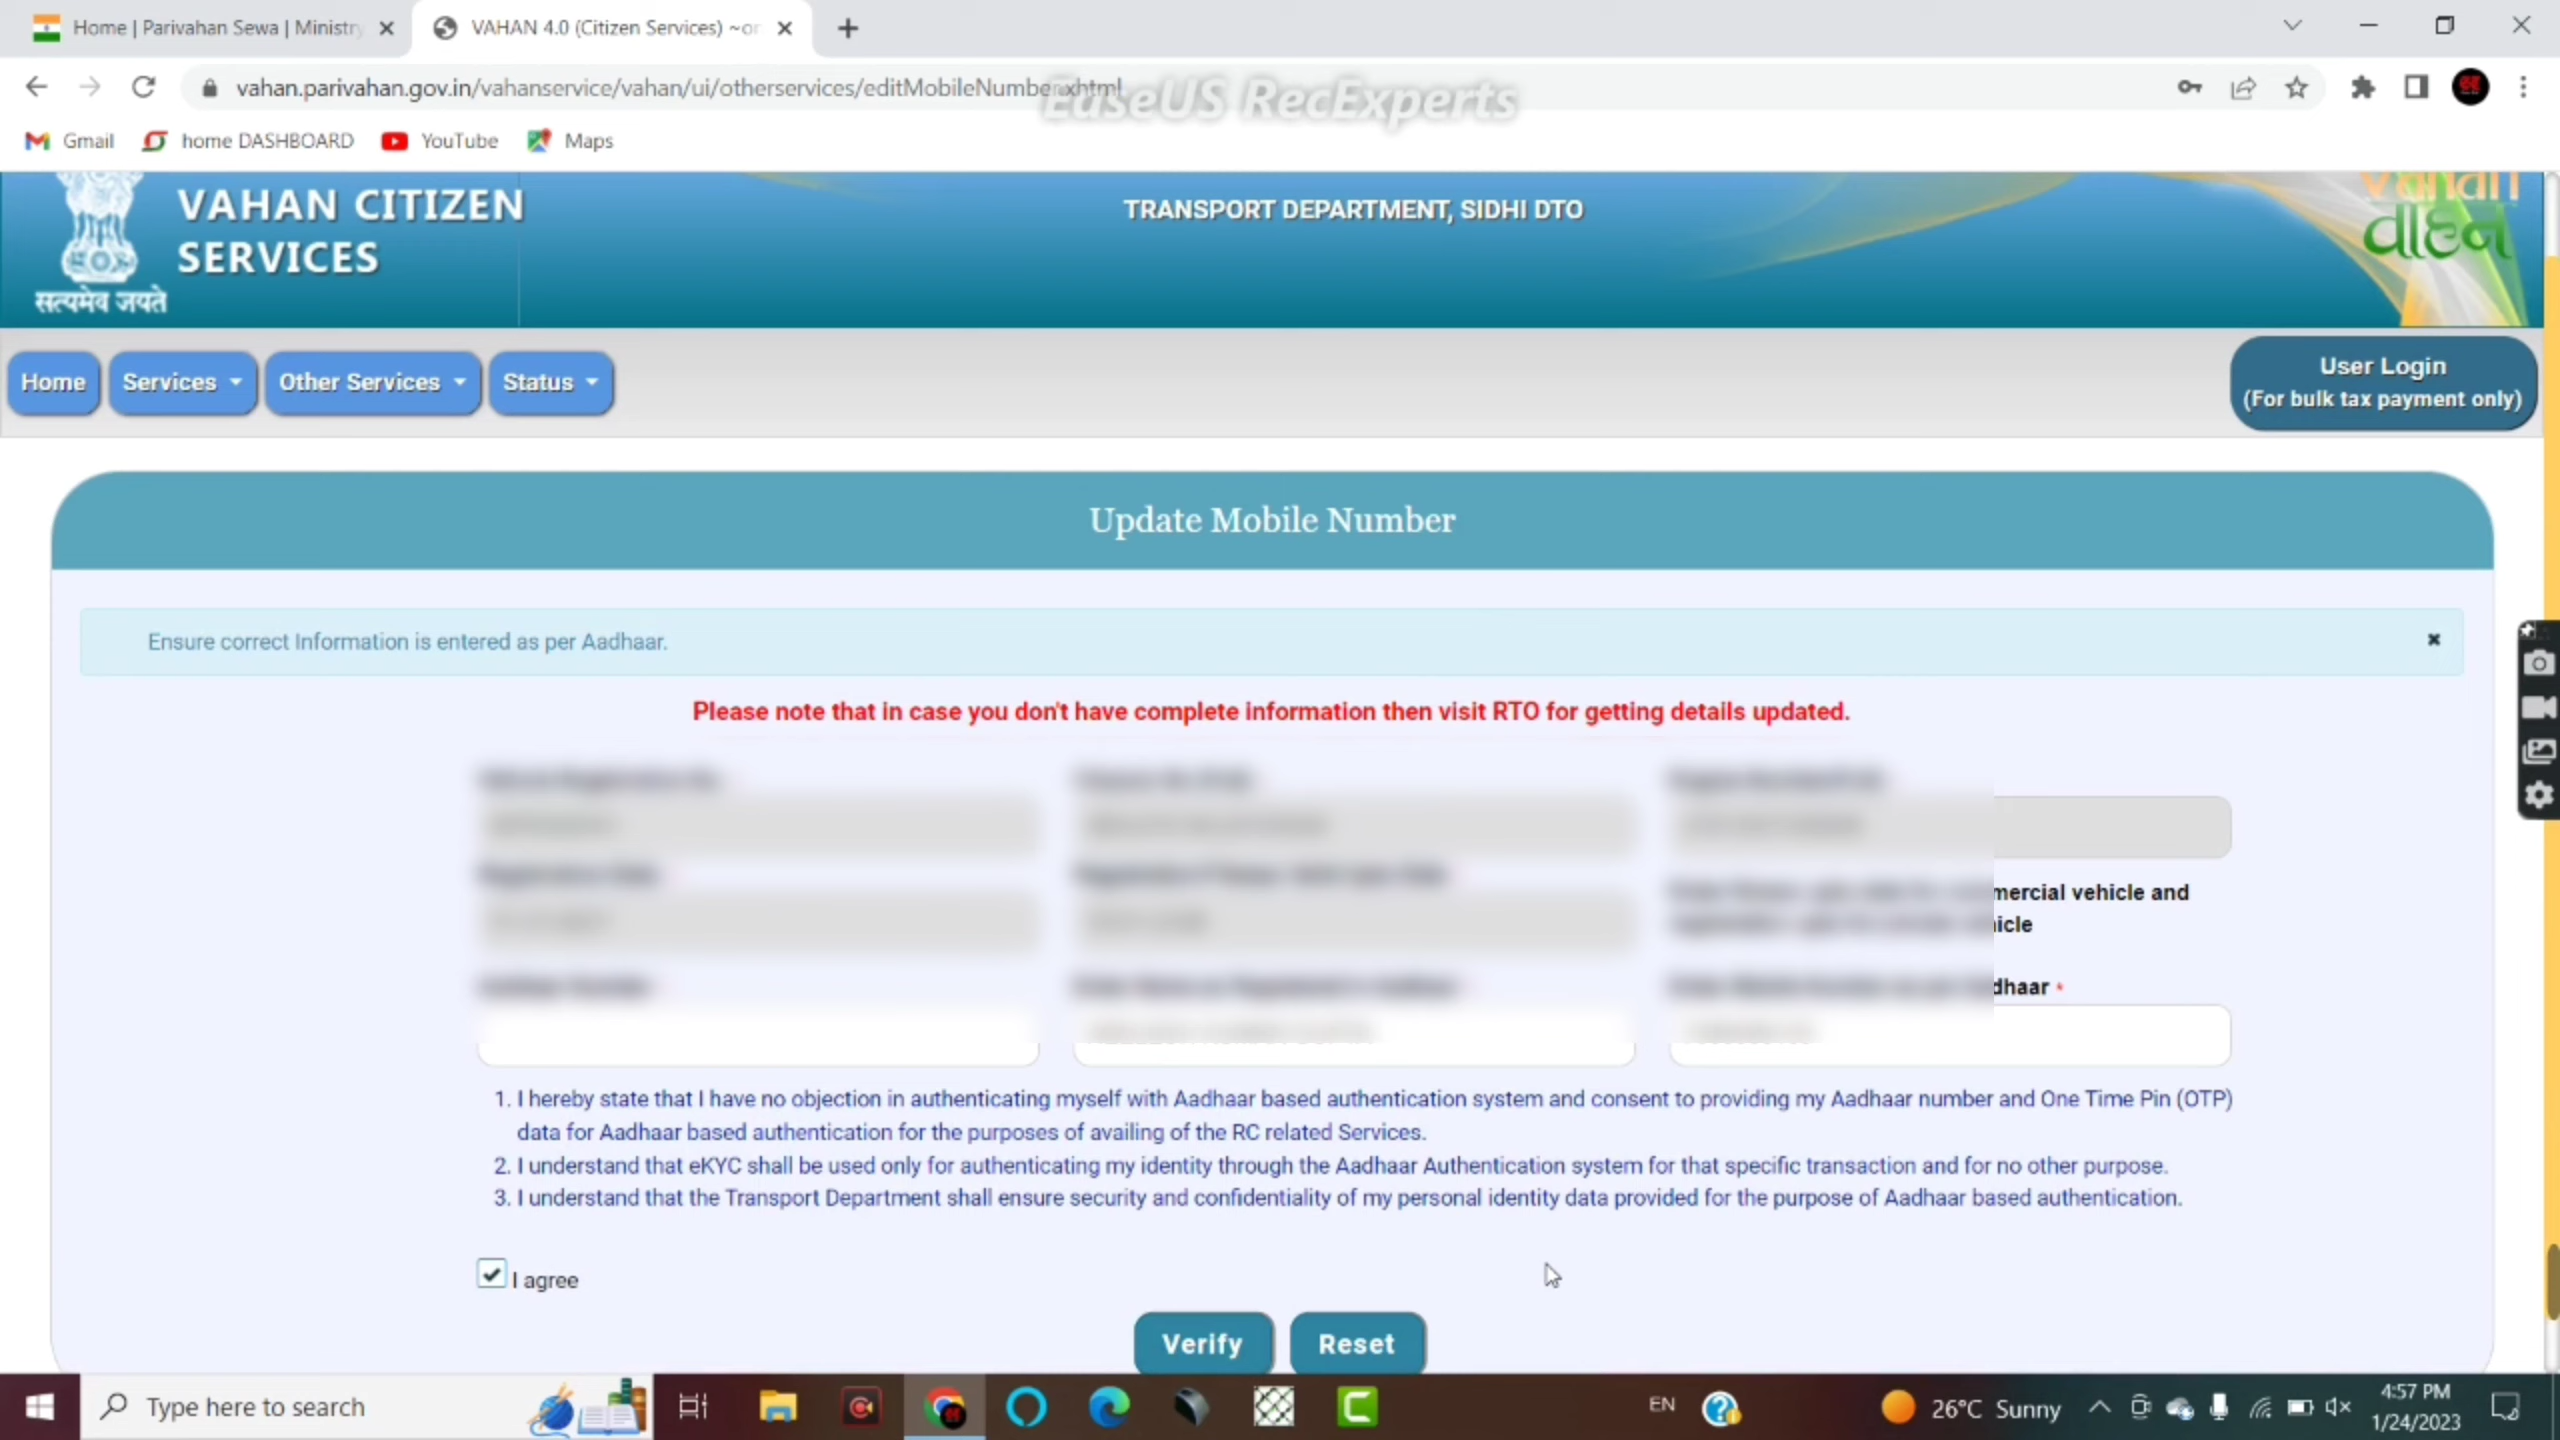 Home | Parivahan Sewa | Ministry
VAHAN 4.0 (Citizen Services) ~or
vahan.parivahan.gov.in/vahanservice/vahan/ui/otherservices/editMobileNumber.xhtml
EaseUS RecExperts
Gmail
home DASHBOARD
YouTube
Maps
VAHAN CITIZEN
SERVICES
सत्यमेव जयते
TRANSPORT DEPARTMENT, SIDHI DTO
vahan
वाहन
Home
Services
Other Services
Status
User Login
(For bulk tax payment only)
Update Mobile Number
Ensure correct Information is entered as per Aadhaar.
Please note that in case you don't have complete information then visit RTO for getting details updated.
mercial vehicle and
icle
dhaar *
1. I hereby state that I have no objection in authenticating myself with Aadhaar based authentication system and consent to providing my Aadhaar number and One Time Pin (OTP)
data for Aadhaar based authentication for the purposes of availing of the RC related Services.
2. I understand that eKYC shall be used only for authenticating my identity through the Aadhaar Authentication system for that specific transaction and for no other purpose.
3. I understand that the Transport Department shall ensure security and confidentiality of my personal identity data provided for the purpose of Aadhaar based authentication.
I agree
Verify
Reset
Type here to search
EN
26°C Sunny
4:57 PM
1/24/2023